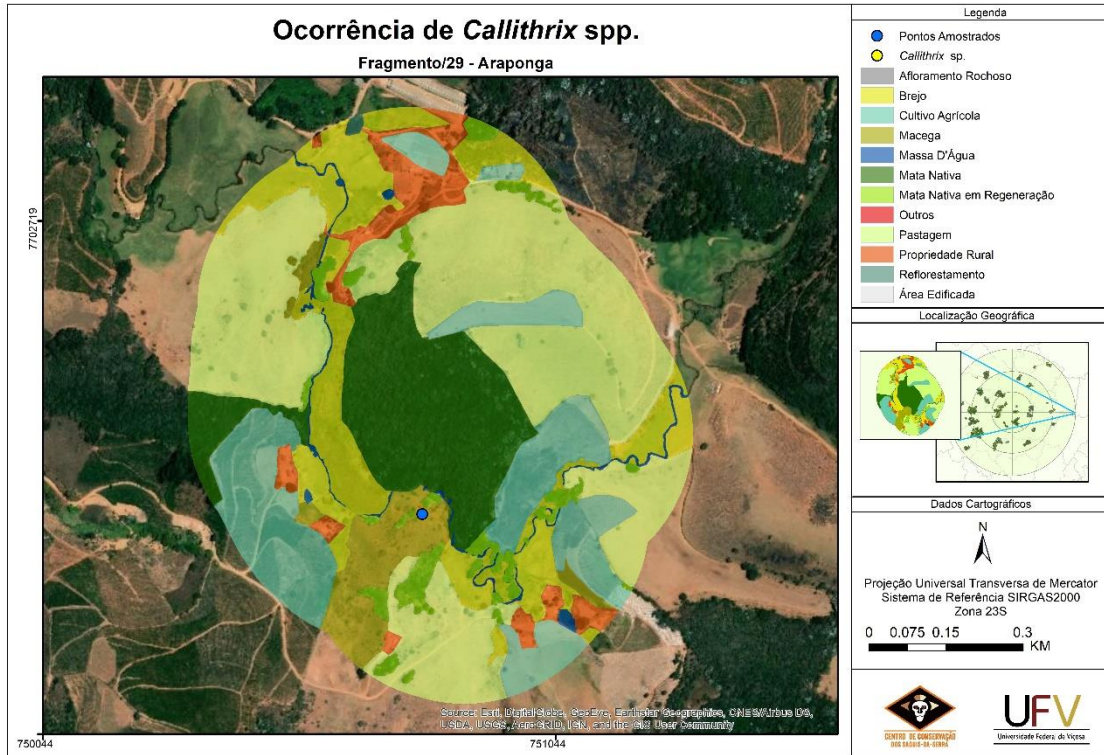 Ocorrência de Callithrix spp.
Fragmento/29 - Araponga
7702719
750044
751044
Source: Esri, DigitalGlobe, GeoEye, Earthstar Geographics, CNES/Airbus DS,
USDA, USGS, AeroGRID, IGN, and the GIS User Community
Legenda
Pontos Amostrados
Callithrix sp.
Afloramento Rochoso
Brejo
Cultivo Agrícola
Macega
Massa D'Água
Mata Nativa
Mata Nativa em Regeneração
Outros
Pastagem
Propriedade Rural
Reflorestamento
Área Edificada
Localização Geográfica
Dados Cartográficos
N
Projeção Universal Transversa de Mercator
Sistema de Referência SIRGAS2000
Zona 23S
0 0.075 0.15 0.3
KM
CENTRO DE CONSERVAÇÃO
DOS SAGUIS-DA-SERRA
UFV
Universidade Federal de Viçosa